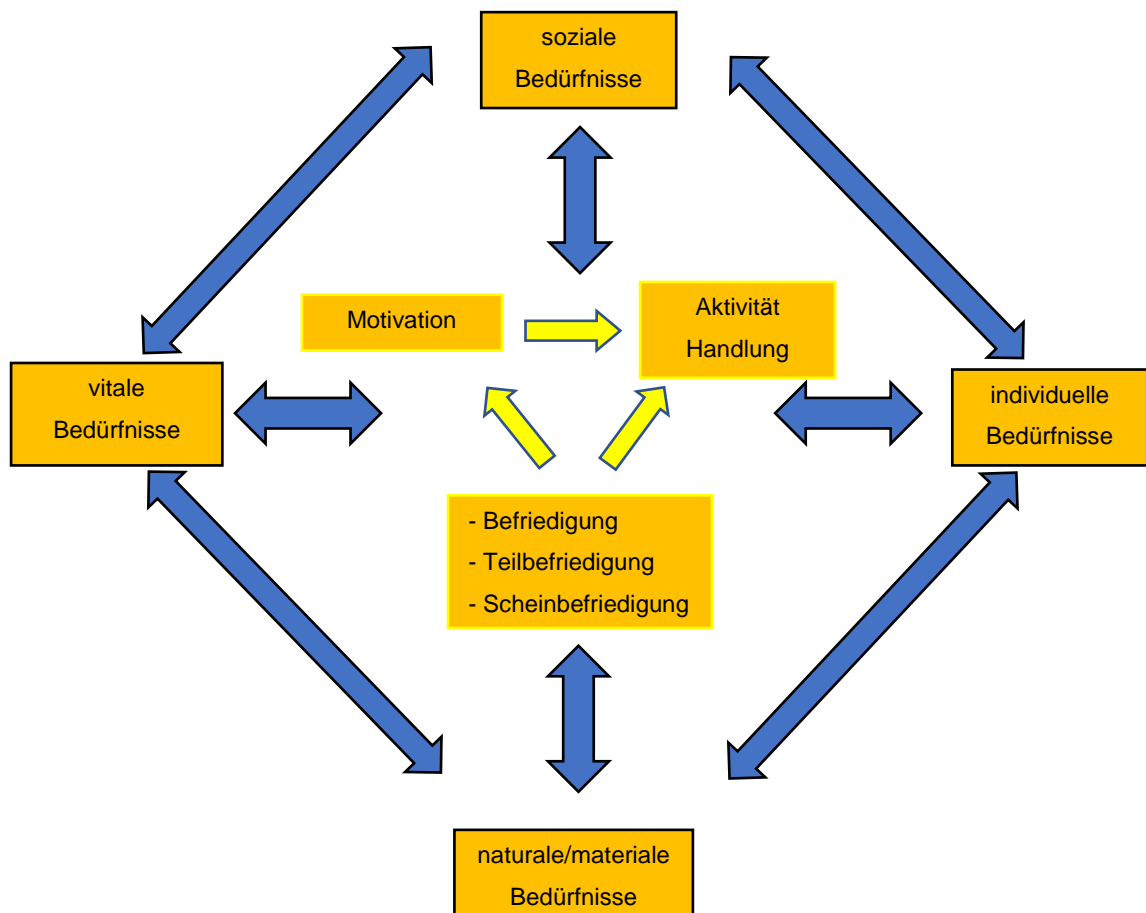 soziale
Bedürfnisse
Motivation
Aktivität
Handlung
vitale
Bedürfnisse
individuelle
Bedürfnisse
- Befriedigung
- Teilbefriedigung
- Scheinbefriedigung
naturale/materiale
Bedürfnisse